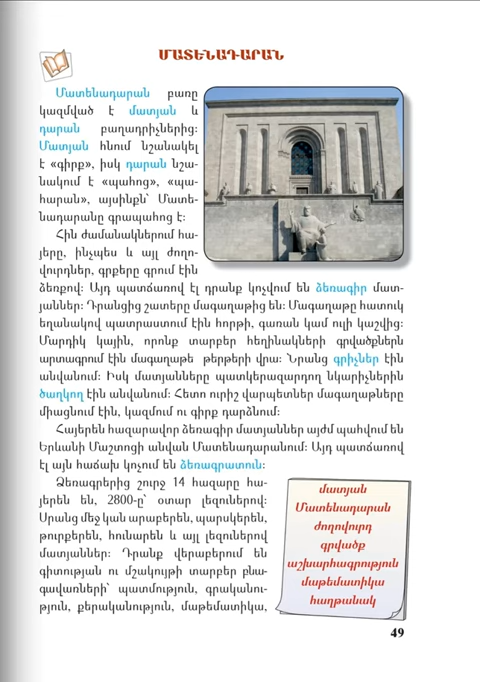 ՄԱՏԵՆԱԴԱՐԱՆ
Մատենադարան բառը
կազմված է մատյան և
դարան բաղադրիչներից:
Մատյան հնում նշանակել
է «գիրք», իսկ դարան նշա-
նակում է «պահոց», «պա-
հարան», այսինքն՝ Մատե-
նադարանը գրապահոց է:
Հին ժամանակներում հա-
յերը, ինչպես և այլ ժողո-
վուրդներ, գրքերը գրում էին
ձեռքով: Այդ պատճառով էլ դրանք կոչվում են ձեռագիր մատ-
յաններ: Դրանցից շատերը մագաղաթից են: Մագաղաթը հատուկ
եղանակով պատրաստում էին հորթի, գառան կամ ուլի կաշվից:
Մարդիկ կային, որոնք տարբեր հեղինակների գրվածքներն
արտագրում էին մագաղաթե թերթերի վրա: Նրանց գրիչներ էին
անվանում: Իսկ մատյանները պատկերազարդող նկարիչներին
ծաղկող էին անվանում: Հետո ուրիշ վարպետներ մագաղաթները
միացնում էին, կազմում ու գիրք դարձնում:
Հայերեն հազարավոր ձեռագիր մատյաններ այժմ պահվում են
Երևանի Մաշտոցի անվան Մատենադարանում: Այդ պատճառով
էլ այն հաճախ կոչում են ձեռագրատուն:
Ձեռագրերից շուրջ 14 հազարը հա-
յերեն են, 2800-ը՝ օտար լեզուներով:
Սրանց մեջ կան արաբերեն, պարսկերեն,
թուրքերեն, հունարեն և այլ լեզուներով
մատյաններ: Դրանք վերաբերում են
գիտության ու մշակույթի տարբեր բնա-
գավառների՝ պատմություն, գրականու-
թյուն, քերականություն, մաթեմատիկա,
մատյան
Մատենադարան
ժողովուրդ
գրվածք
աշխարհագրություն
մաթեմատիկա
հաղթանակ
49